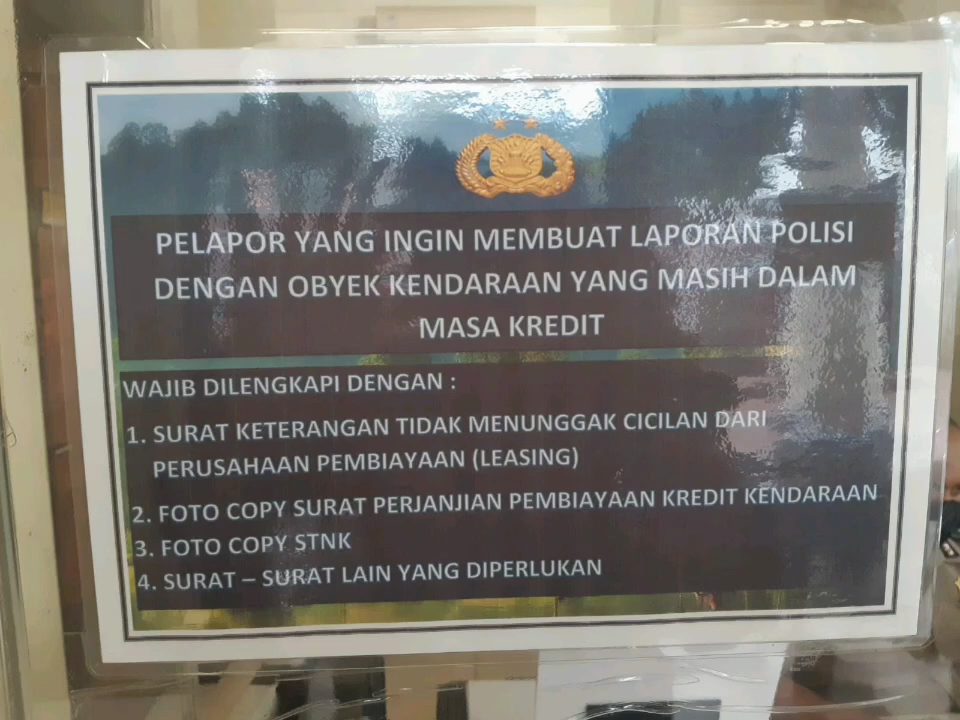 PELAPOR YANG INGIN MEMBUAT LAPORAN POLISI
DENGAN OBYEK KENDARAAN YANG MASIH DALAM
MASA KREDIT
WAJIB DILENGKAPI DENGAN :
1. SURAT KETERANGAN TIDAK MENUNGGAK CICILAN DARI
PERUSAHAAN PEMBIAYAAN (LEASING)
2. FOTO COPY SURAT PERJANJIAN PEMBIAYAAN KREDIT KENDARAAN
3. FOTO COPY STNK
4. SURAT – SURAT LAIN YANG DIPERLUKAN